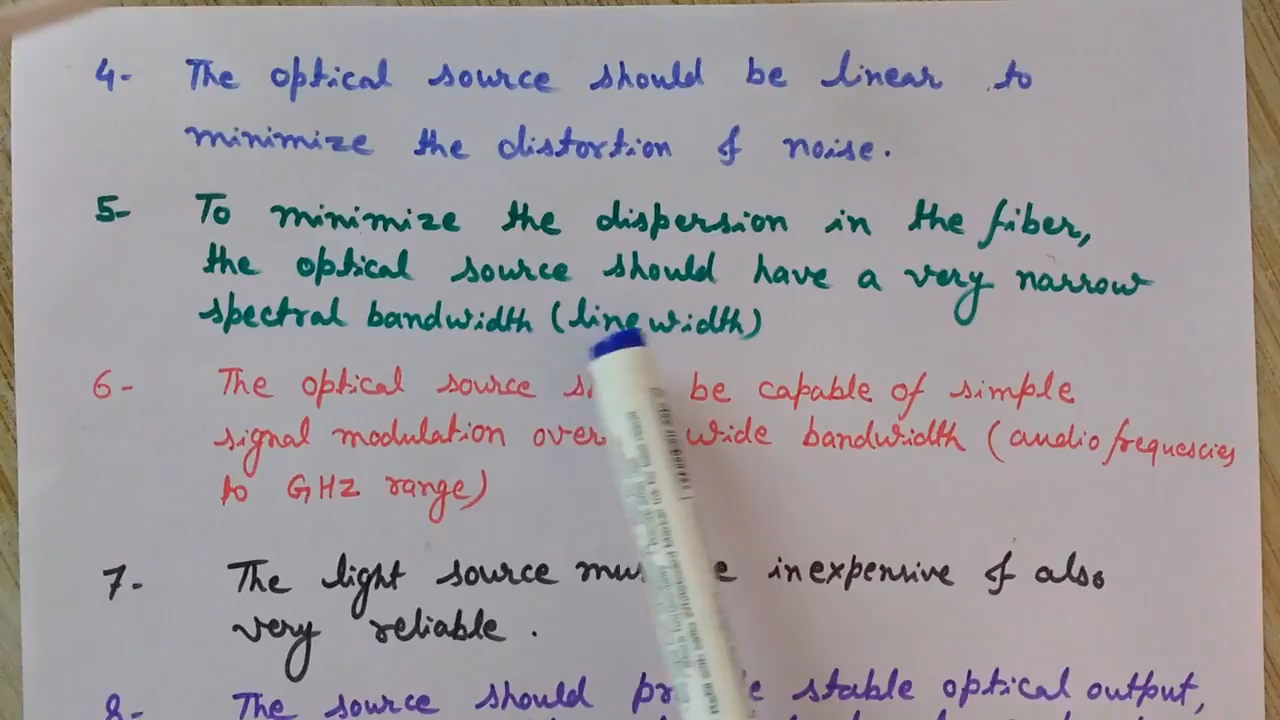 4- The optical source should be linear to
minimize the distortion & noise.
5- To minimize the dispersion in the fiber,
the optical source should have a very narrow
spectral bandwidth (linewidth)
6- The optical source be capable of simple
signal modulation over wide bandwidth (audio frequescies
to GHz range)
7- The light source inexpensive & also
very reliable.
8- The source should stable optical output,